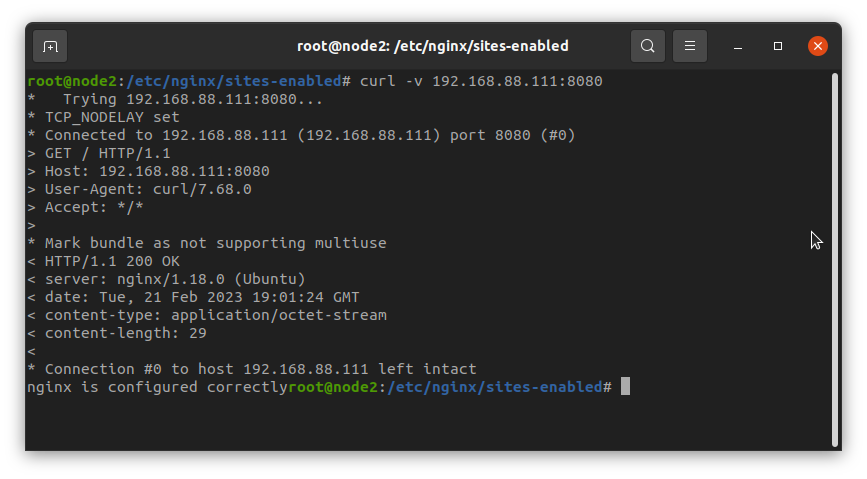 root@node2: /etc/nginx/sites-enabled
root@node2:/etc/nginx/sites-enabled# curl -v 192.168.88.111:8080
*   Trying 192.168.88.111:8080...
* TCP_NODELAY set
* Connected to 192.168.88.111 (192.168.88.111) port 8080 (#0)
> GET / HTTP/1.1
> Host: 192.168.88.111:8080
> User-Agent: curl/7.68.0
> Accept: */*
>
* Mark bundle as not supporting multiuse
< HTTP/1.1 200 OK
< server: nginx/1.18.0 (Ubuntu)
< date: Tue, 21 Feb 2023 19:01:24 GMT
< content-type: application/octet-stream
< content-length: 29
<
* Connection #0 to host 192.168.88.111 left intact
nginx is configured correctlyroot@node2:/etc/nginx/sites-enabled#